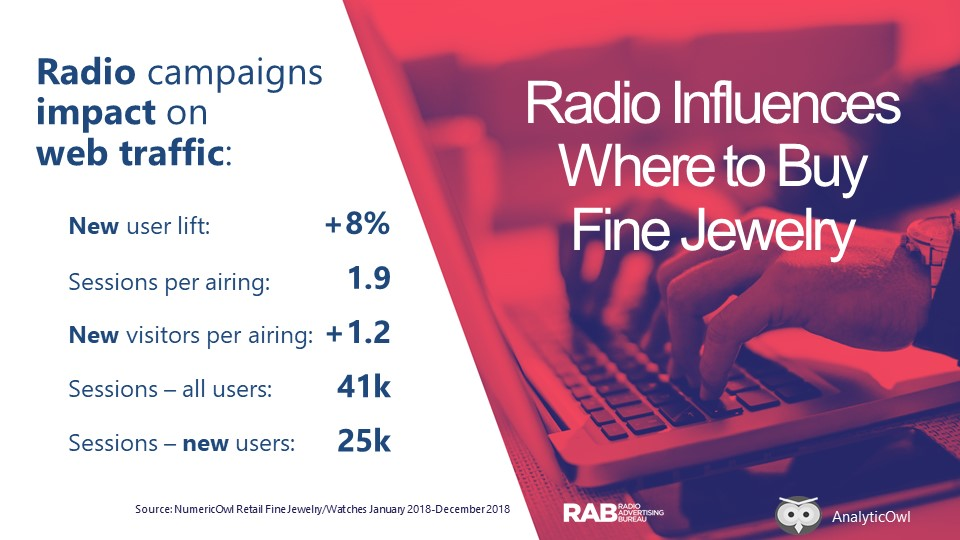 Radio campaigns
impact on
web traffic:
New user lift: +8%
Sessions per airing: 1.9
New visitors per airing: +1.2
Sessions – all users: 41k
Sessions – new users: 25k
Source: NumericOwl Retail Fine Jewelry/Watches January 2018-December 2018
Radio Influences
Where to Buy
Fine Jewelry
RAB RADIO
ADVERTISING
BUREAU
AnalyticOwl